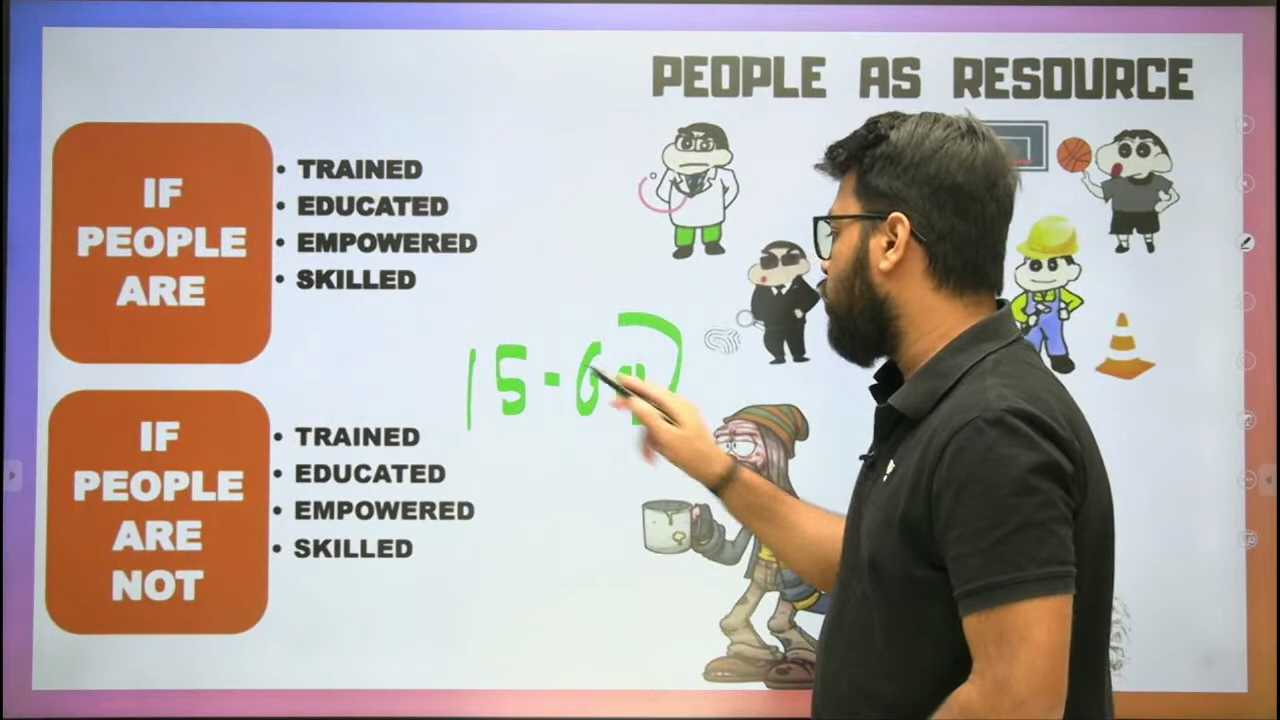 PEOPLE AS RESOURCE
IF
PEOPLE
ARE
• TRAINED
• EDUCATED
• EMPOWERED
• SKILLED
15-6
IF
PEOPLE
ARE
NOT
• TRAINED
• EDUCATED
• EMPOWERED
• SKILLED